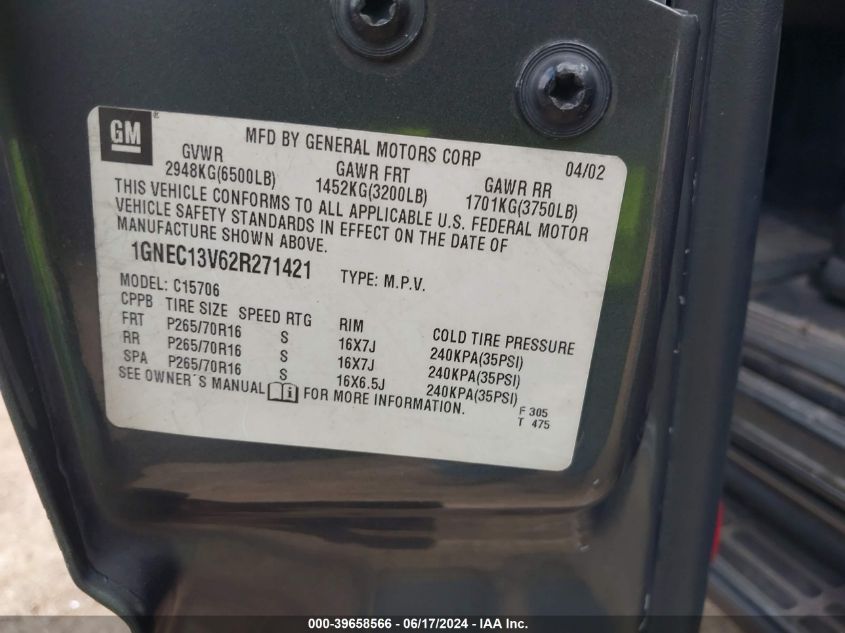 GM ®
MFD BY GENERAL MOTORS CORP 04/02
GVWR GAWR FRT GAWR RR
2948KG(6500LB) 1452KG(3200LB) 1701KG(3750LB)
THIS VEHICLE CONFORMS TO ALL APPLICABLE U.S. FEDERAL MOTOR
VEHICLE SAFETY STANDARDS IN EFFECT ON THE DATE OF
MANUFACTURE SHOWN ABOVE.
1GNEC13V62R271421 TYPE: M.P.V.
MODEL: C15706
CPPB TIRE SIZE SPEED RTG RIM COLD TIRE PRESSURE
FRT P265/70R16 S 16X7J 240KPA(35PSI)
RR P265/70R16 S 16X7J 240KPA(35PSI)
SPA P265/70R16 S 16X6.5J 240KPA(35PSI)
SEE OWNER'S MANUAL i FOR MORE INFORMATION.
F 305
T 475
000-39658566 - 06/17/2024 - IAA Inc.